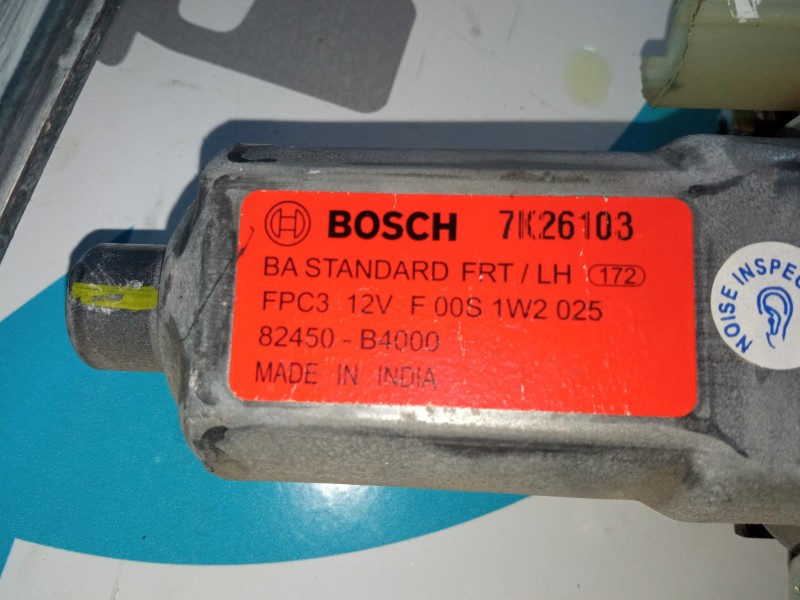 BOSCH 7K26103
BA STANDARD FRT / LH 172
FPC3 12V F 00S 1W2 025
82450 - B4000
MADE IN INDIA
NOISE INSPEC